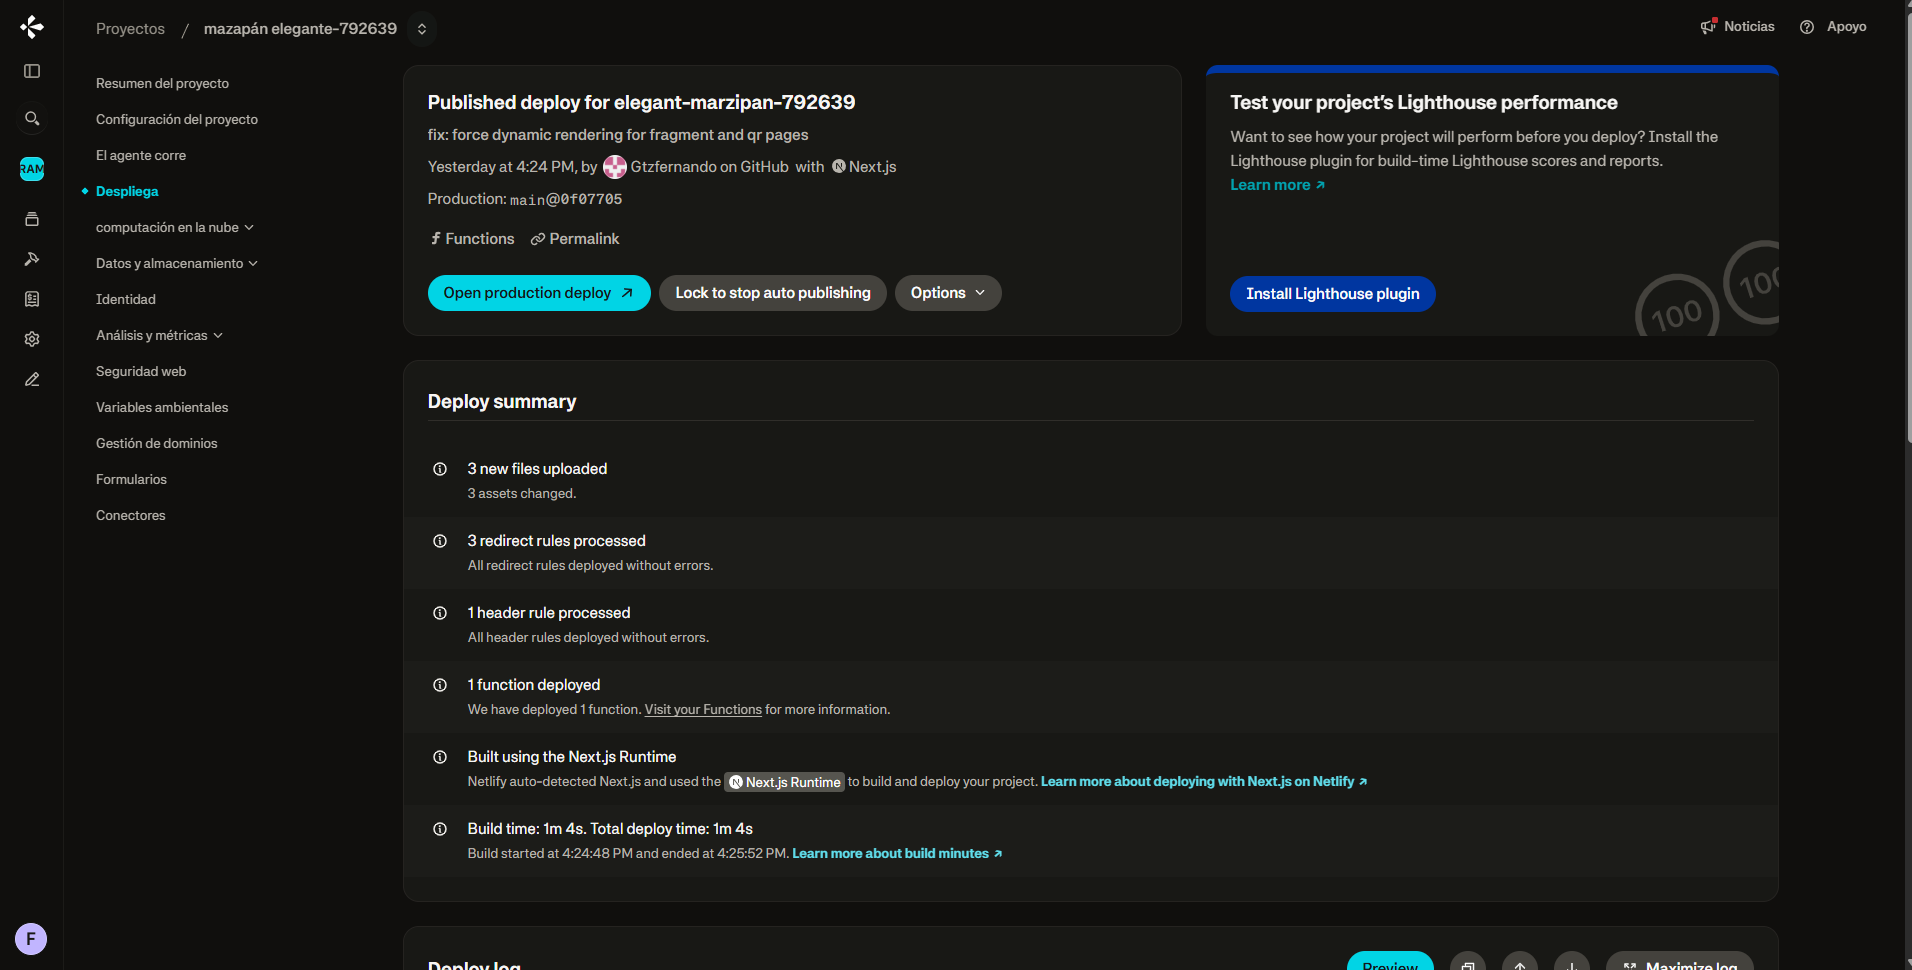 Proyectos / mazapán elegante-792639
Noticias
Apoyo
RAM
Resumen del proyecto
Configuración del proyecto
El agente corre
Despliega
computación en la nube
Datos y almacenamiento
Identidad
Análisis y métricas
Seguridad web
Variables ambientales
Gestión de dominios
Formularios
Conectores
F
Published deploy for elegant-marzipan-792639
fix: force dynamic rendering for fragment and qr pages
Yesterday at 4:24 PM, by Gtzfernando on GitHub with N Next.js
Production: main@0f07705
Functions Permalink
Open production deploy
Lock to stop auto publishing
Options
Test your project's Lighthouse performance
Want to see how your project will perform before you deploy? Install the
Lighthouse plugin for build-time Lighthouse scores and reports.
Learn more
Install Lighthouse plugin
100
100
Deploy summary
3 new files uploaded
3 assets changed.
3 redirect rules processed
All redirect rules deployed without errors.
1 header rule processed
All header rules deployed without errors.
1 function deployed
We have deployed 1 function. Visit your Functions for more information.
Built using the Next.js Runtime
Netlify auto-detected Next.js and used the N Next.js Runtime to build and deploy your project. Learn more about deploying with Next.js on Netlify
Build time: 1m 4s. Total deploy time: 1m 4s
Build started at 4:24:48 PM and ended at 4:25:52 PM. Learn more about build minutes
Deploy log
Preview
Maximize log